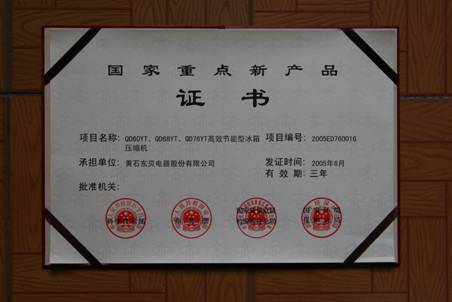 国家重点新产品
证书
项目名称：QD60YT、QD68YT、QD76YT高效节能型冰箱压缩机
项目编号：2005ED760016
承担单位：黄石东贝电器股份有限公司
发证时间：2005年6月
有效期：三年
批准机关：